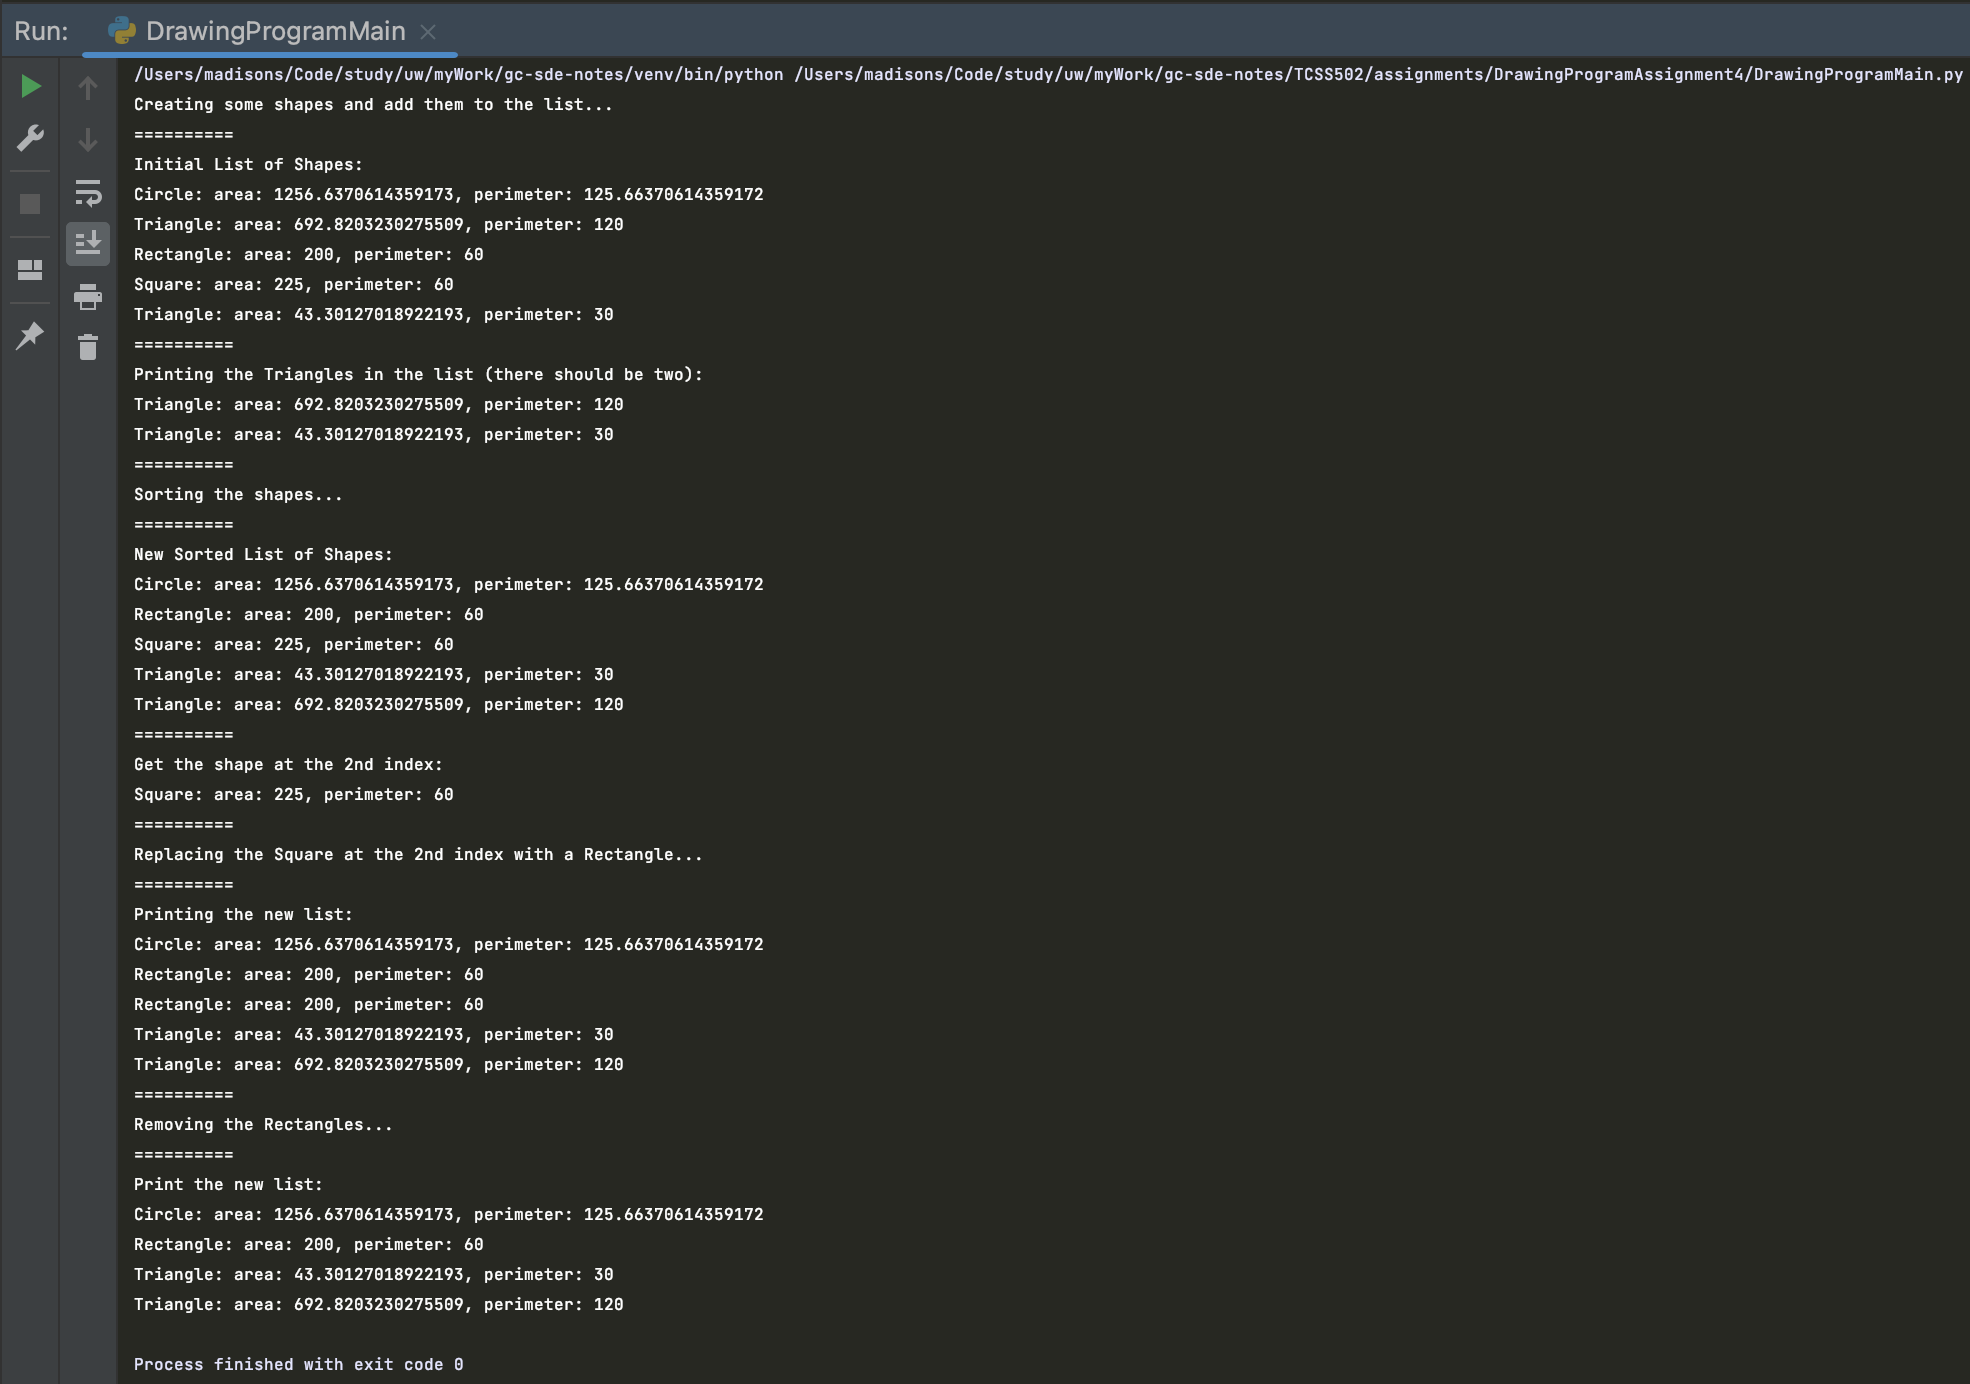 Run: DrawingProgramMain
/Users/madisons/Code/study/uw/myWork/gc-sde-notes/venv/bin/python /Users/madisons/Code/study/uw/myWork/gc-sde-notes/TCSS502/assignments/DrawingProgramAssignment4/DrawingProgramMain.py
Creating some shapes and add them to the list...
==========
Initial List of Shapes:
Circle: area: 1256.6370614359173, perimeter: 125.66370614359172
Triangle: area: 692.8203230275509, perimeter: 120
Rectangle: area: 200, perimeter: 60
Square: area: 225, perimeter: 60
Triangle: area: 43.30127018922193, perimeter: 30
==========
Printing the Triangles in the list (there should be two):
Triangle: area: 692.8203230275509, perimeter: 120
Triangle: area: 43.30127018922193, perimeter: 30
==========
Sorting the shapes...
==========
New Sorted List of Shapes:
Circle: area: 1256.6370614359173, perimeter: 125.66370614359172
Rectangle: area: 200, perimeter: 60
Square: area: 225, perimeter: 60
Triangle: area: 43.30127018922193, perimeter: 30
Triangle: area: 692.8203230275509, perimeter: 120
==========
Get the shape at the 2nd index:
Square: area: 225, perimeter: 60
==========
Replacing the Square at the 2nd index with a Rectangle...
==========
Printing the new list:
Circle: area: 1256.6370614359173, perimeter: 125.66370614359172
Rectangle: area: 200, perimeter: 60
Rectangle: area: 200, perimeter: 60
Triangle: area: 43.30127018922193, perimeter: 30
Triangle: area: 692.8203230275509, perimeter: 120
==========
Removing the Rectangles...
==========
Print the new list:
Circle: area: 1256.6370614359173, perimeter: 125.66370614359172
Rectangle: area: 200, perimeter: 60
Triangle: area: 43.30127018922193, perimeter: 30
Triangle: area: 692.8203230275509, perimeter: 120
Process finished with exit code 0